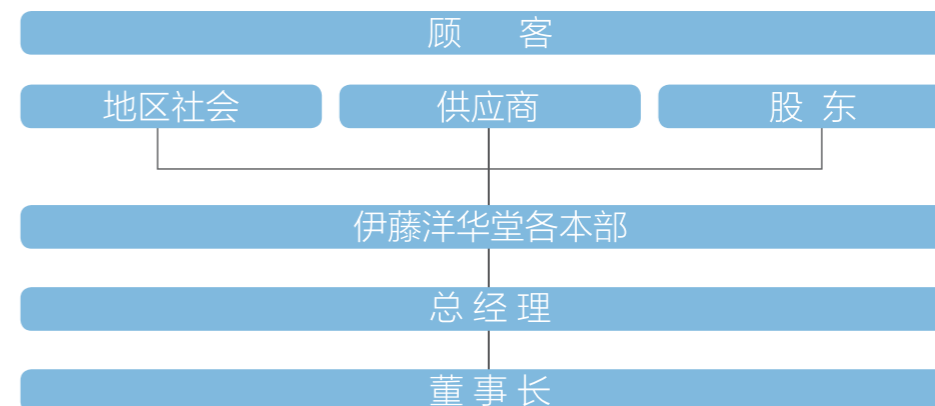 顾 客
地区社会 供应商 股 东
伊藤洋华堂各本部
总 经 理
董 事 长